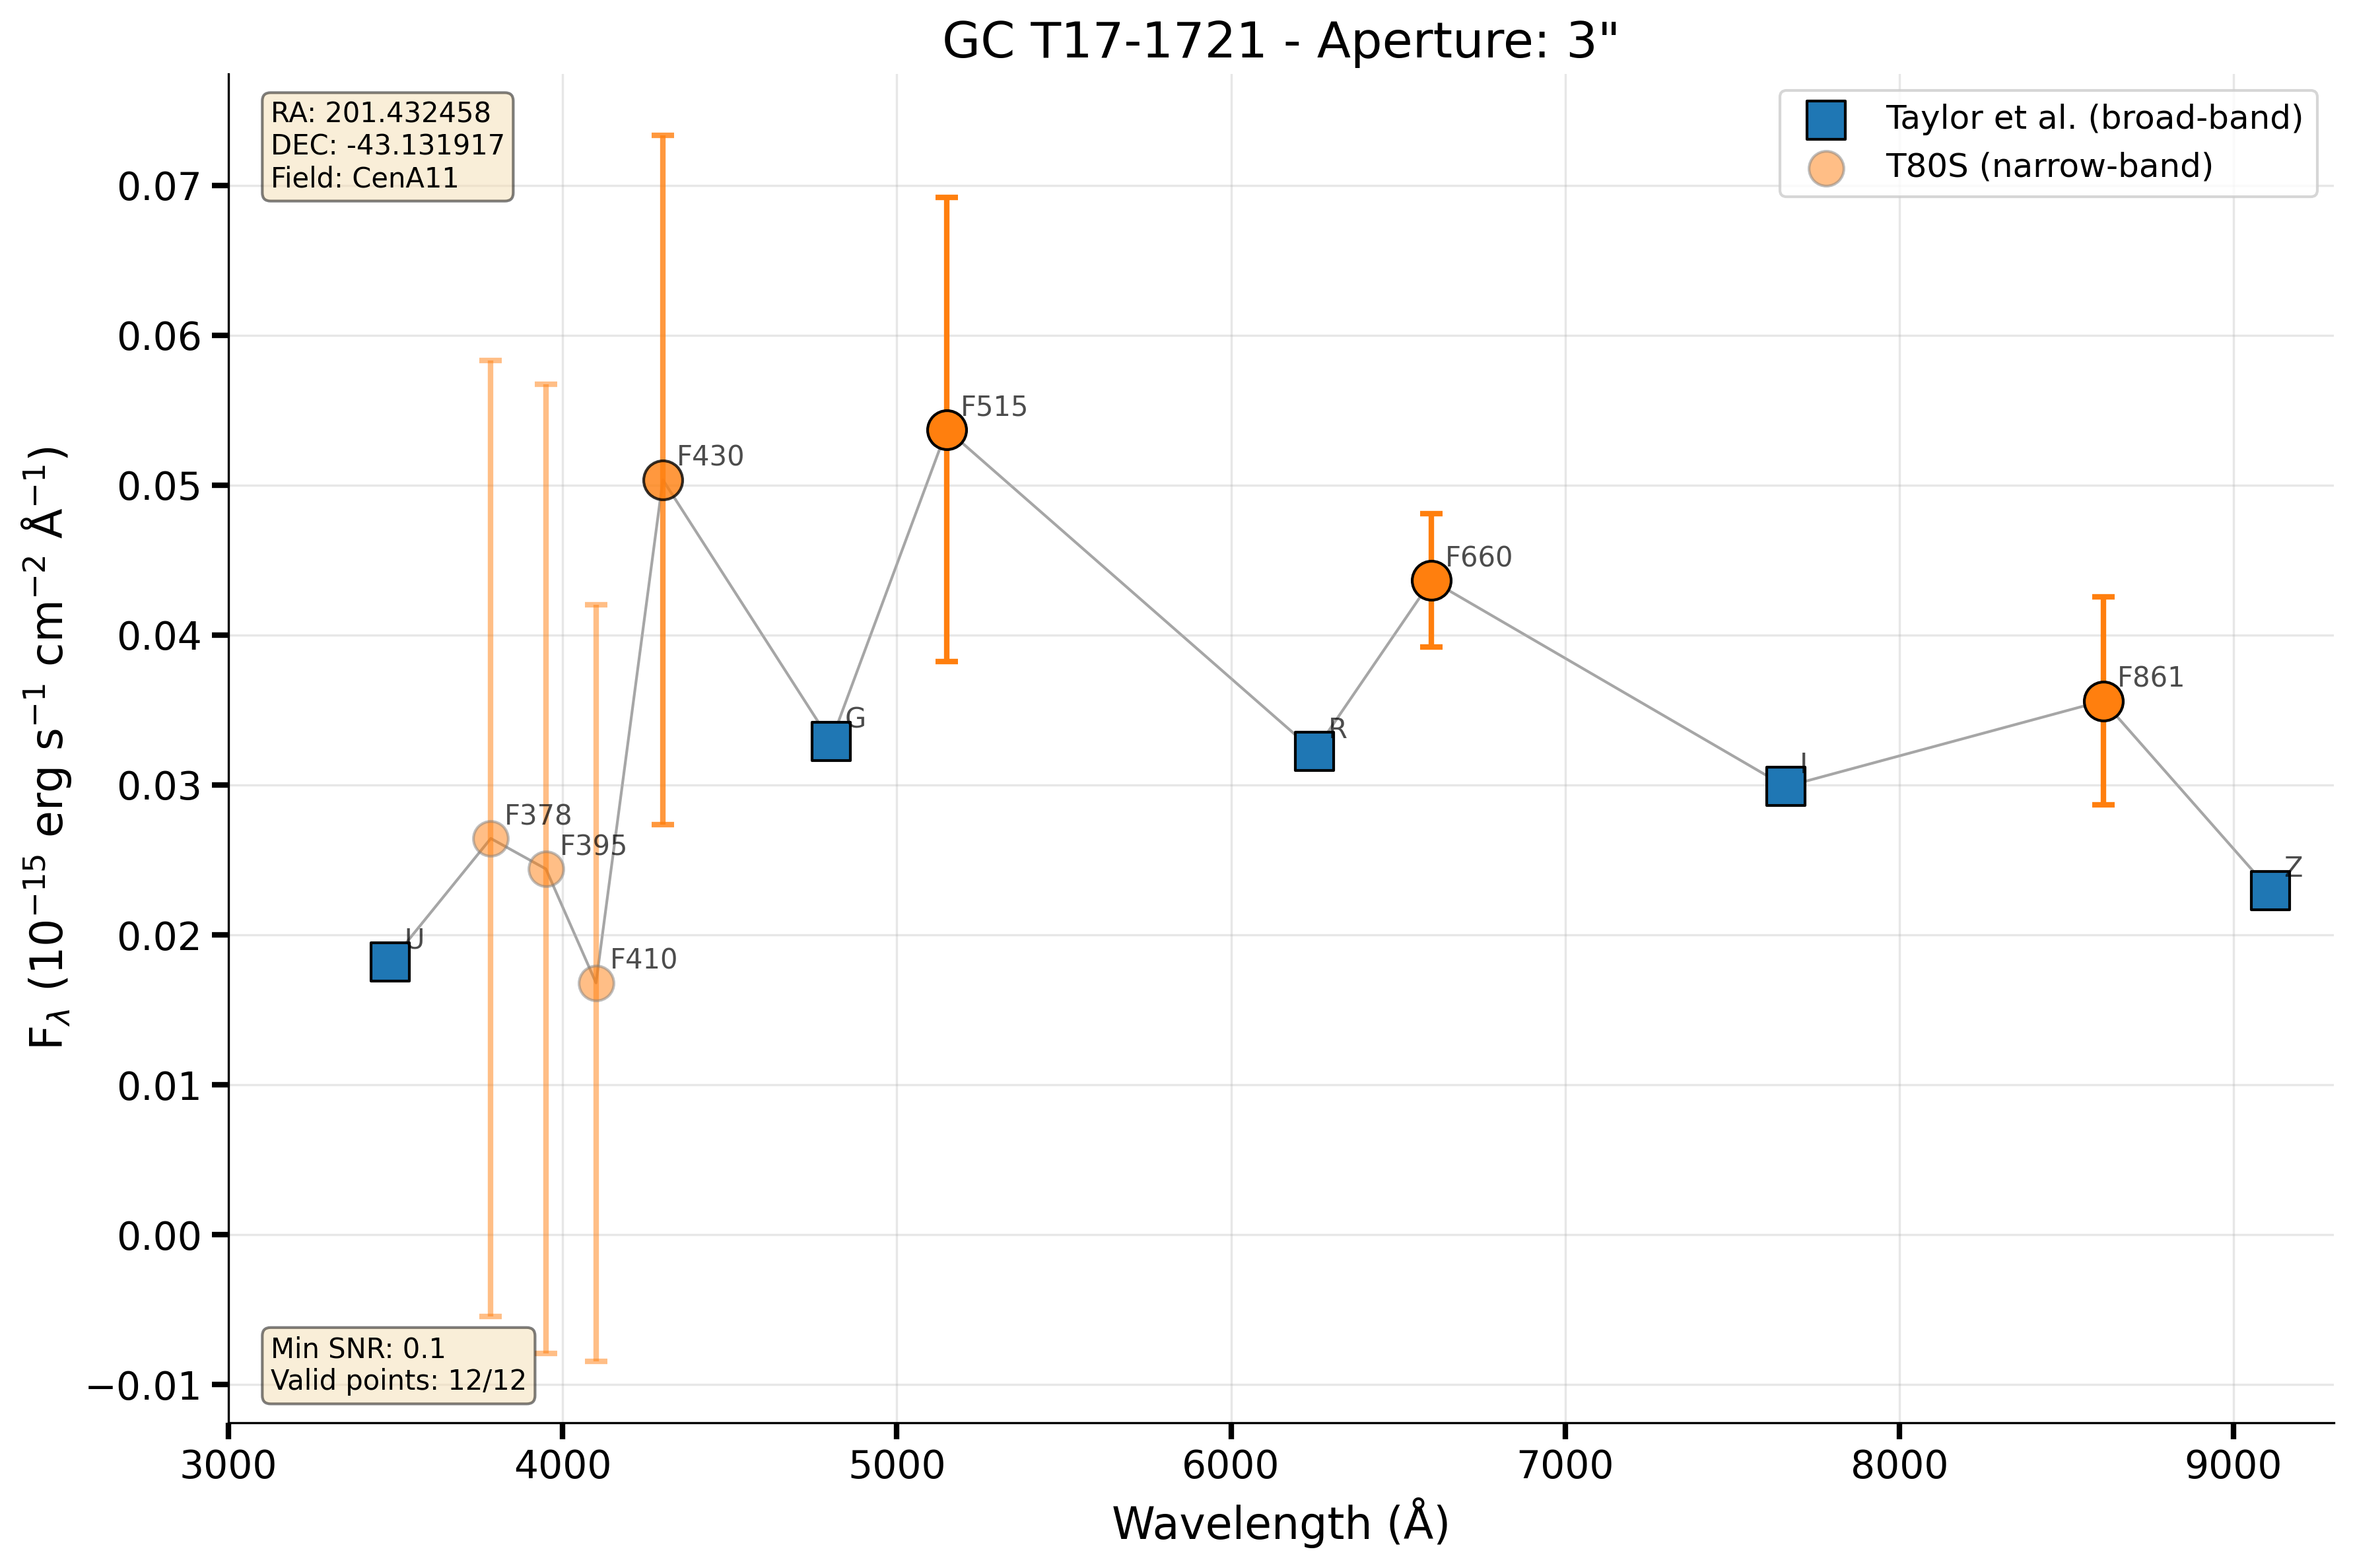 GC T17-1721 - Aperture: 3"
RA: 201.432458
DEC: -43.131917
Field: CenA11
Taylor et al. (broad-band)
T80S (narrow-band)
F_λ (10⁻¹⁵ erg s⁻¹ cm⁻² Å⁻¹)
0.07
0.06
0.05
0.04
0.03
0.02
0.01
0.00
−0.01
U
F378
F395
F410
F430
G
F515
R
F660
I
F861
Z
Min SNR: 0.1
Valid points: 12/12
3000 4000 5000 6000 7000 8000 9000
Wavelength (Å)